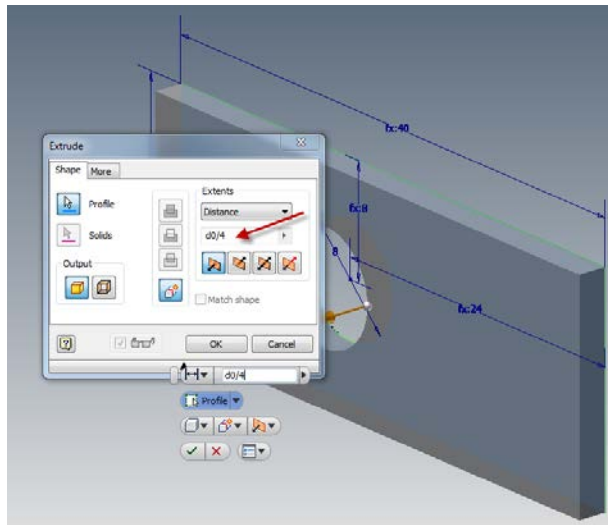 Extrude
Shape More
Profile
Solids
Output
Extents
Distance
d0/4
Match shape
OK Cancel
d0/4
Profile
fx:40
fx:8
8
fx:24